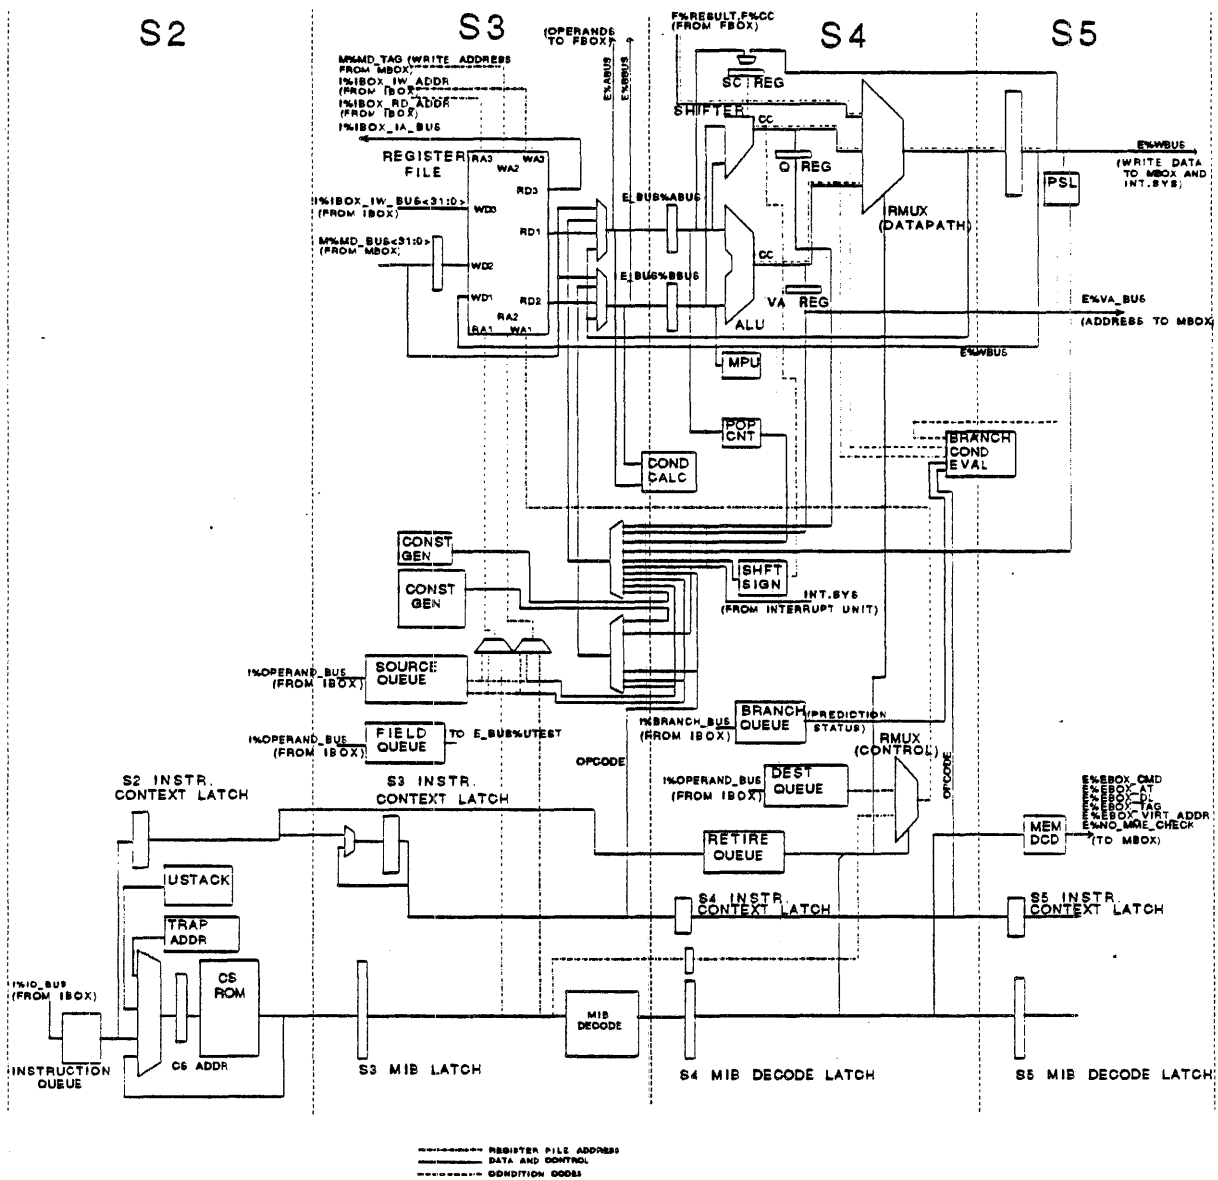 S2
S3
S4
S5
(OPERANDS
TO FBOX)
F%RESULT,F%CC
(FROM FBOX)
E%ABUS
E%BBUS
M%MD_TAG (WRITE ADDRESS
FROM MBOX)
I%IBOX_IW_ADDR
(FROM IBOX)
I%IBOX_RD_ADDR
(FROM IBOX)
I%IBOX_IA_BUS
SC REG
SHIFTER
CC
REGISTER
FILE
RA3
WA3
WA2
RD3
Q REG
E%WBUS
(WRITE DATA
TO MBOX AND
INT.SYS)
PSL
I%IBOX_IW_BUS<31:0>
(FROM IBOX)
WD3
RD1
E_BUS%ABUS
RMUX
(DATAPATH)
M%MD_BUS<31:0>
(FROM MBOX)
WD2
E_BUS%BBUS
CC
WD1
RD2
RA2
RA1
WA1
VA REG
ALU
E%VA_BUS
(ADDRESS TO MBOX)
E%WBUS
MPU
POP
CNT
BRANCH
COND
EVAL
COND
CALC
CONST
GEN
CONST
GEN
SHFT
SIGN
INT.SYS
(FROM INTERRUPT UNIT)
I%OPERAND_BUS
(FROM IBOX)
SOURCE
QUEUE
I%OPERAND_BUS
(FROM IBOX)
FIELD
QUEUE
TO E_BUS%UTEST
I%BRANCH_BUS
(FROM IBOX)
BRANCH
QUEUE
(PREDICTION
STATUS)
RMUX
(CONTROL)
OPCODE
OPCODE
I%OPERAND_BUS
(FROM IBOX)
DEST
QUEUE
S2 INSTR.
CONTEXT LATCH
S3 INSTR.
CONTEXT LATCH
E%EBOX_CMD
E%EBOX_AT
E%EBOX_DL
E%EBOX_TAG
E%EBOX_VIRT_ADDR
E%NO_MME_CHECK
(TO MBOX)
MEM
DCD
RETIRE
QUEUE
USTACK
S4 INSTR.
CONTEXT LATCH
S5 INSTR.
CONTEXT LATCH
TRAP
ADDR
I%IQ_BUS
(FROM IBOX)
CS
ROM
MIB
DECODE
INSTRUCTION
QUEUE
CS ADDR
S3 MIB LATCH
S4 MIB DECODE LATCH
S5 MIB DECODE LATCH
REGISTER FILE ADDRESS
DATA AND CONTROL
CONDITION CODES